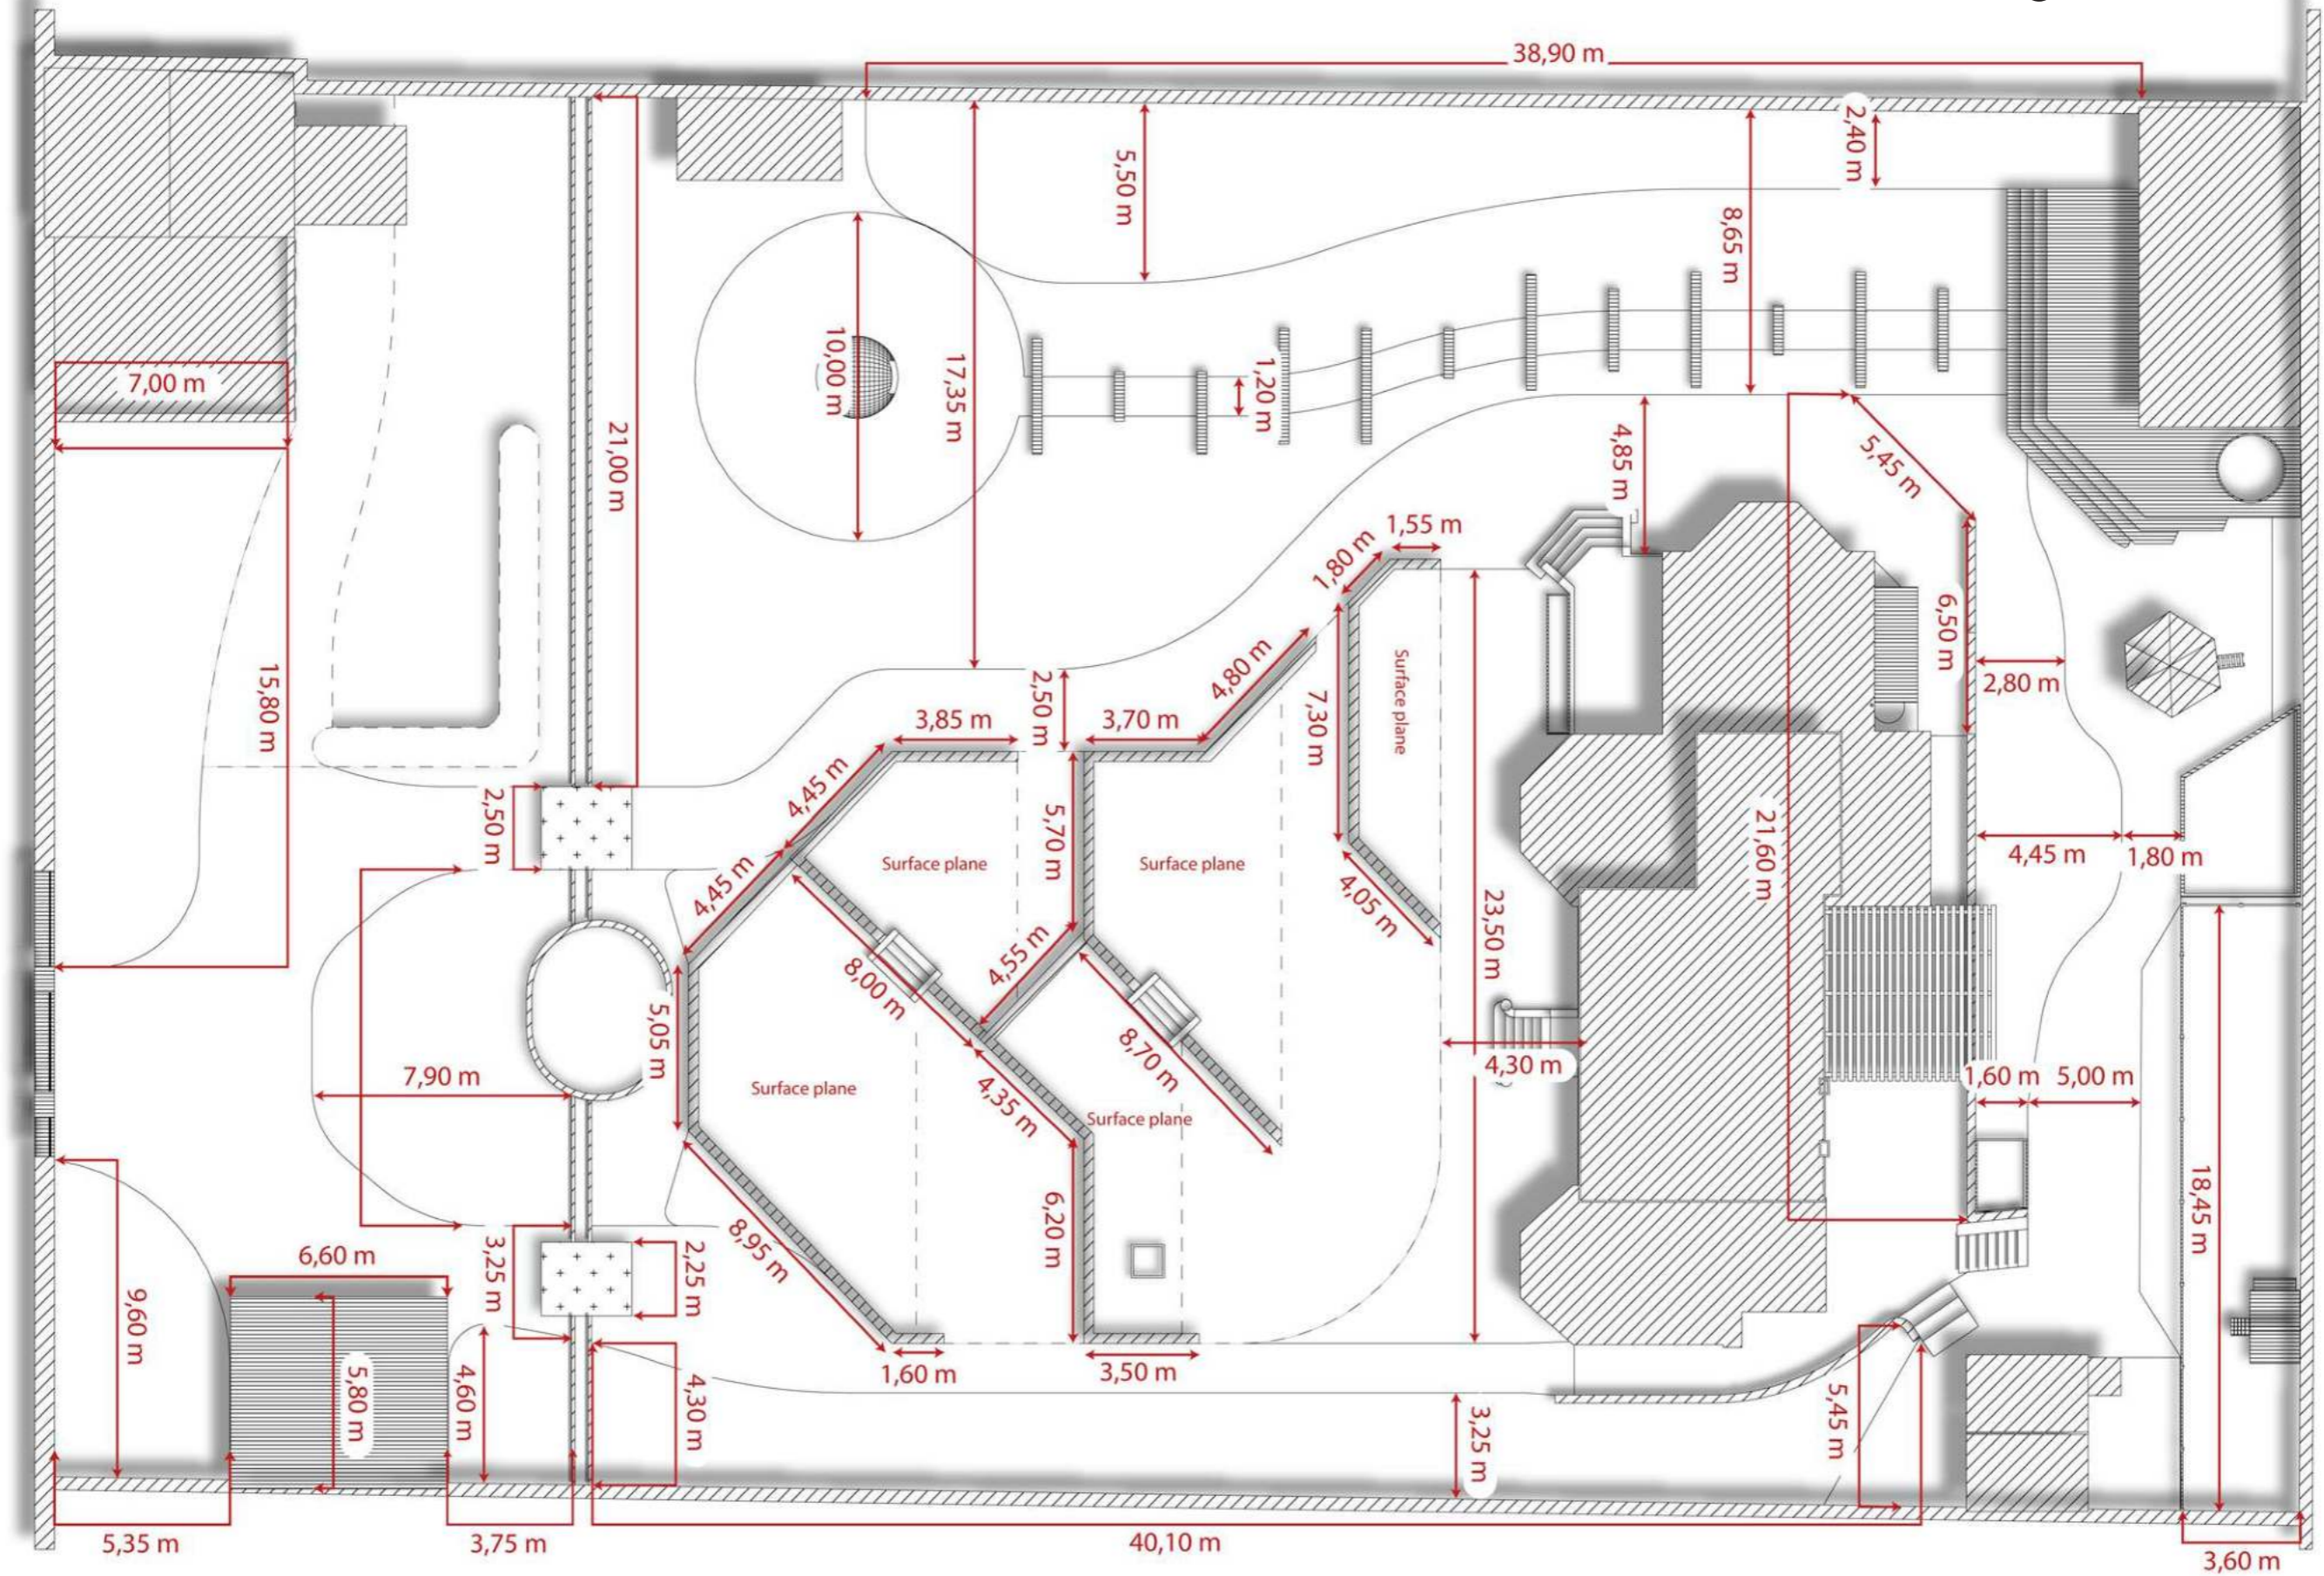 38,90 m
2,40 m
5,50 m
8,65 m
10,00 m
17,35 m
1,20 m
7,00 m
21,00 m
4,85 m
5,45 m
1,55 m
1,80 m
6,50 m
15,80 m
4,80 m
Surface plane
2,80 m
2,50 m
3,85 m
3,70 m
7,30 m
4,45 m
2,50 m
5,70 m
21,60 m
4,45 m
1,80 m
Surface plane
Surface plane
4,45 m
4,05 m
23,50 m
8,00 m
4,55 m
5,05 m
8,70 m
4,30 m
7,90 m
Surface plane
4,35 m
Surface plane
1,60 m
5,00 m
6,20 m
18,45 m
6,60 m
3,25 m
2,25 m
8,95 m
9,60 m
5,80 m
4,60 m
4,30 m
1,60 m
3,50 m
3,25 m
5,45 m
5,35 m
3,75 m
40,10 m
3,60 m